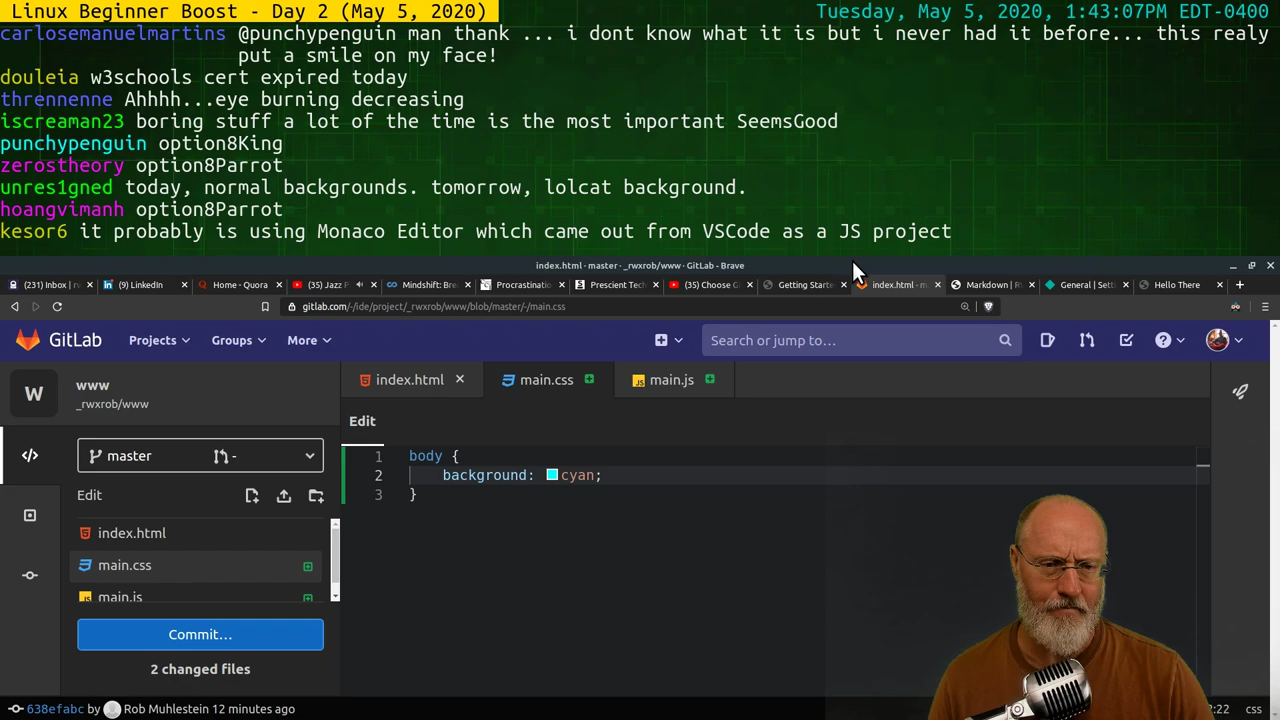 Linux Beginner Boost - Day 2 (May 5, 2020)
Tuesday, May 5, 2020, 1:43:07PM EDT-0400
carlosemanuelmartins @punchypenguin man thank ... i dont know what it is but i never had it before... this realy
put a smile on my face!
douleia w3schools cert expired today
thrennenne Ahhhh...eye burning decreasing
iscreaman23 boring stuff a lot of the time is the most important SeemsGood
punchypenguin option8King
zerostheory option8Parrot
unres1gned today, normal backgrounds. tomorrow, lolcat background.
hoangvimanh option8Parrot
kesor6 it probably is using Monaco Editor which came out from VSCode as a JS project
index.html · master · _rwxrob/www · GitLab - Brave
(231) Inbox | rw
(9) LinkedIn
Home - Quora
(35) Jazz P
Mindshift: Brea
Procrastination
Prescient Tech
(35) Choose G
Getting Starte
index.html · m
Markdown | R
General | Sett
Hello There
gitlab.com/-/ide/project/_rwxrob/www/blob/master/-/main.css
GitLab
Projects
Groups
More
Search or jump to…
W
www
_rwxrob/www
index.html
main.css
main.js
Edit
master
-
Edit
index.html
main.css
main.js
Commit…
2 changed files
1 body {
2 background: cyan;
3 }
638efabc by Rob Muhlestein 12 minutes ago
:22 css